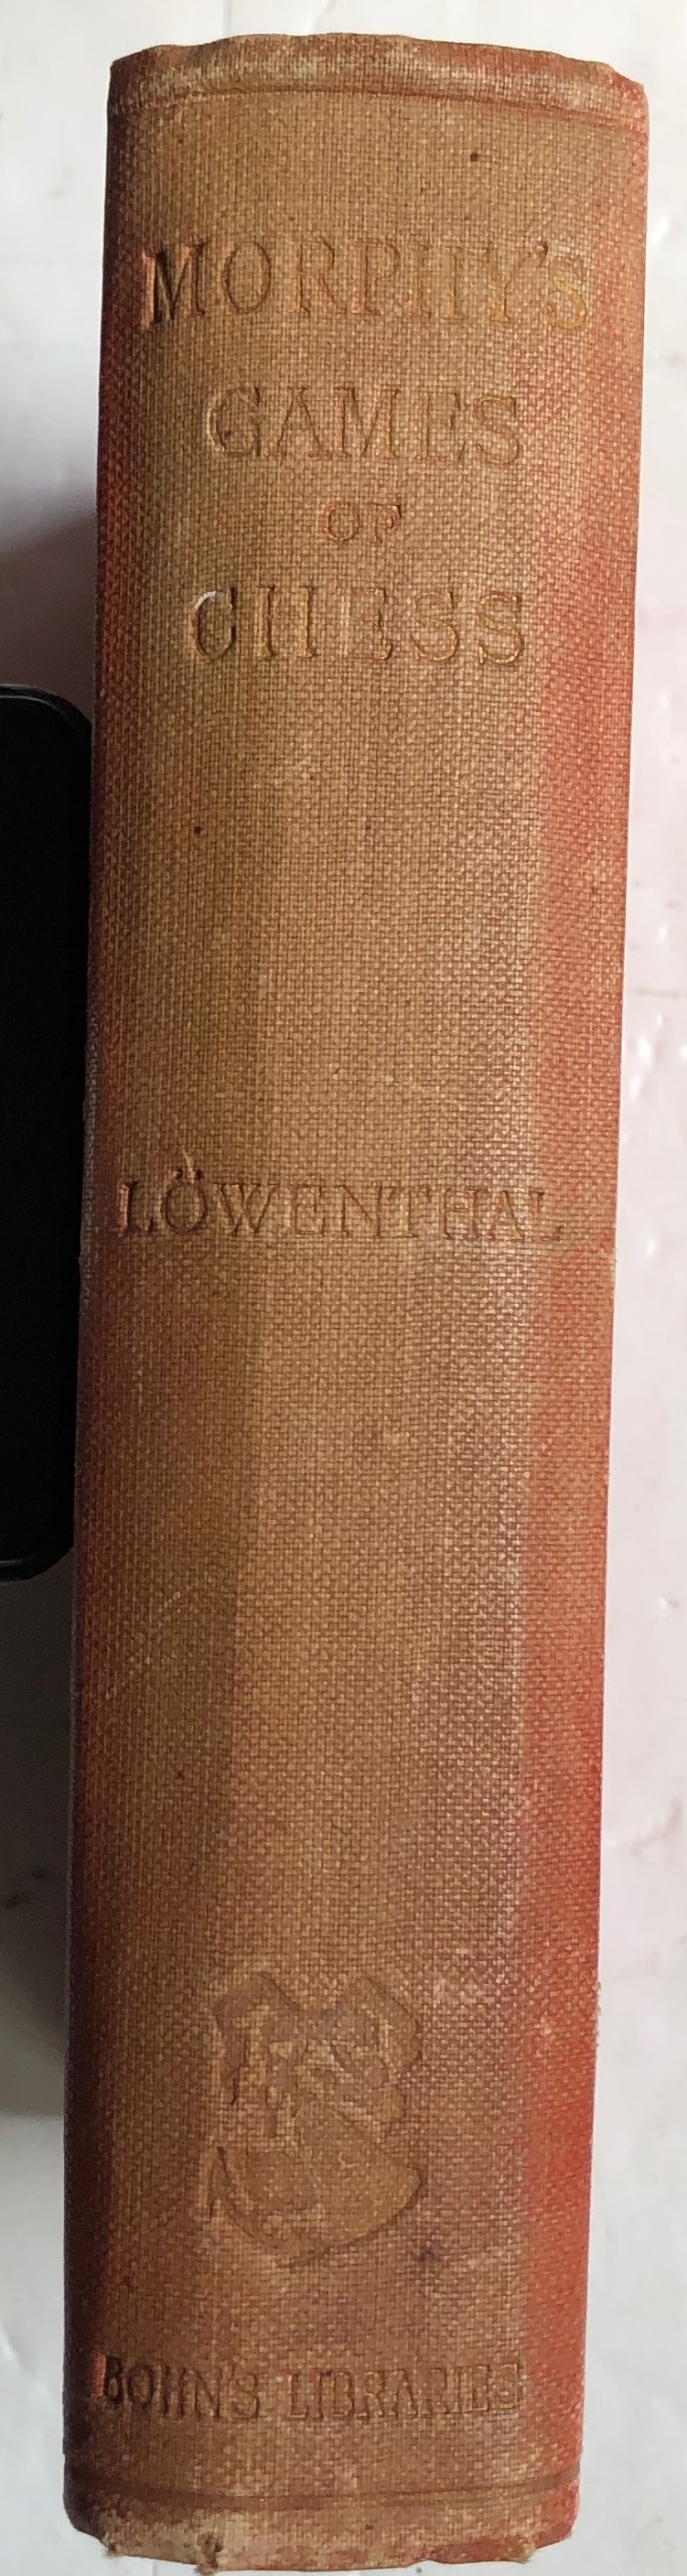 MORPHY'S
GAMES
OF
CHESS
LÖWENTHAL
BOHN'S LIBRARIES